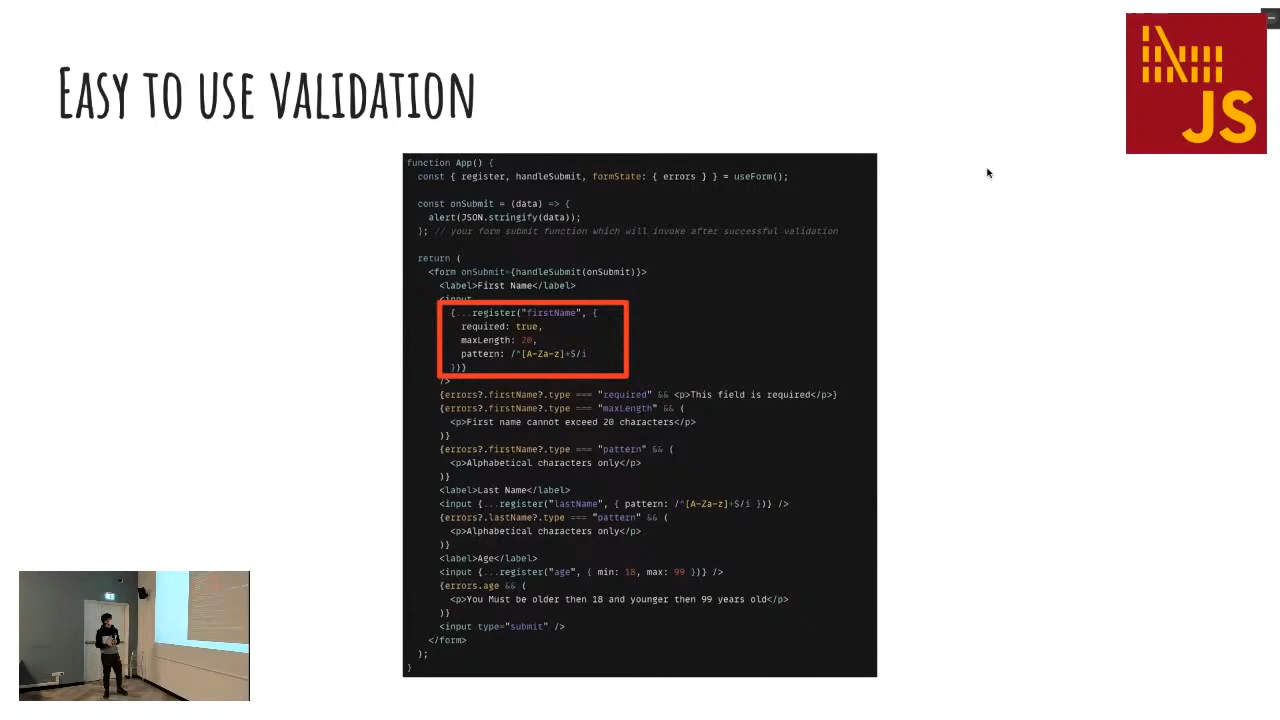 EASY TO USE VALIDATION
JS
function App() {
const { register, handleSubmit, formState: { errors } } = useForm();
const onSubmit = (data) => {
alert(JSON.stringify(data));
}; // your form submit function which will invoke after successful validation
return (
<form onSubmit={handleSubmit(onSubmit)}>
<label>First Name</label>
<input
{...register("firstName", {
required: true,
maxLength: 20,
pattern: /^[A-Za-z]+$/i
})}
/>
{errors?.firstName?.type === "required" && <p>This field is required</p>}
{errors?.firstName?.type === "maxLength" && (
<p>First name cannot exceed 20 characters</p>
)}
{errors?.firstName?.type === "pattern" && (
<p>Alphabetical characters only</p>
)}
<label>Last Name</label>
<input {...register("lastName", { pattern: /^[A-Za-z]+$/i })} />
{errors?.lastName?.type === "pattern" && (
<p>Alphabetical characters only</p>
)}
<label>Age</label>
<input {...register("age", { min: 18, max: 99 })} />
{errors.age && (
<p>You Must be older then 18 and younger then 99 years old</p>
)}
<input type="submit" />
</form>
);
}